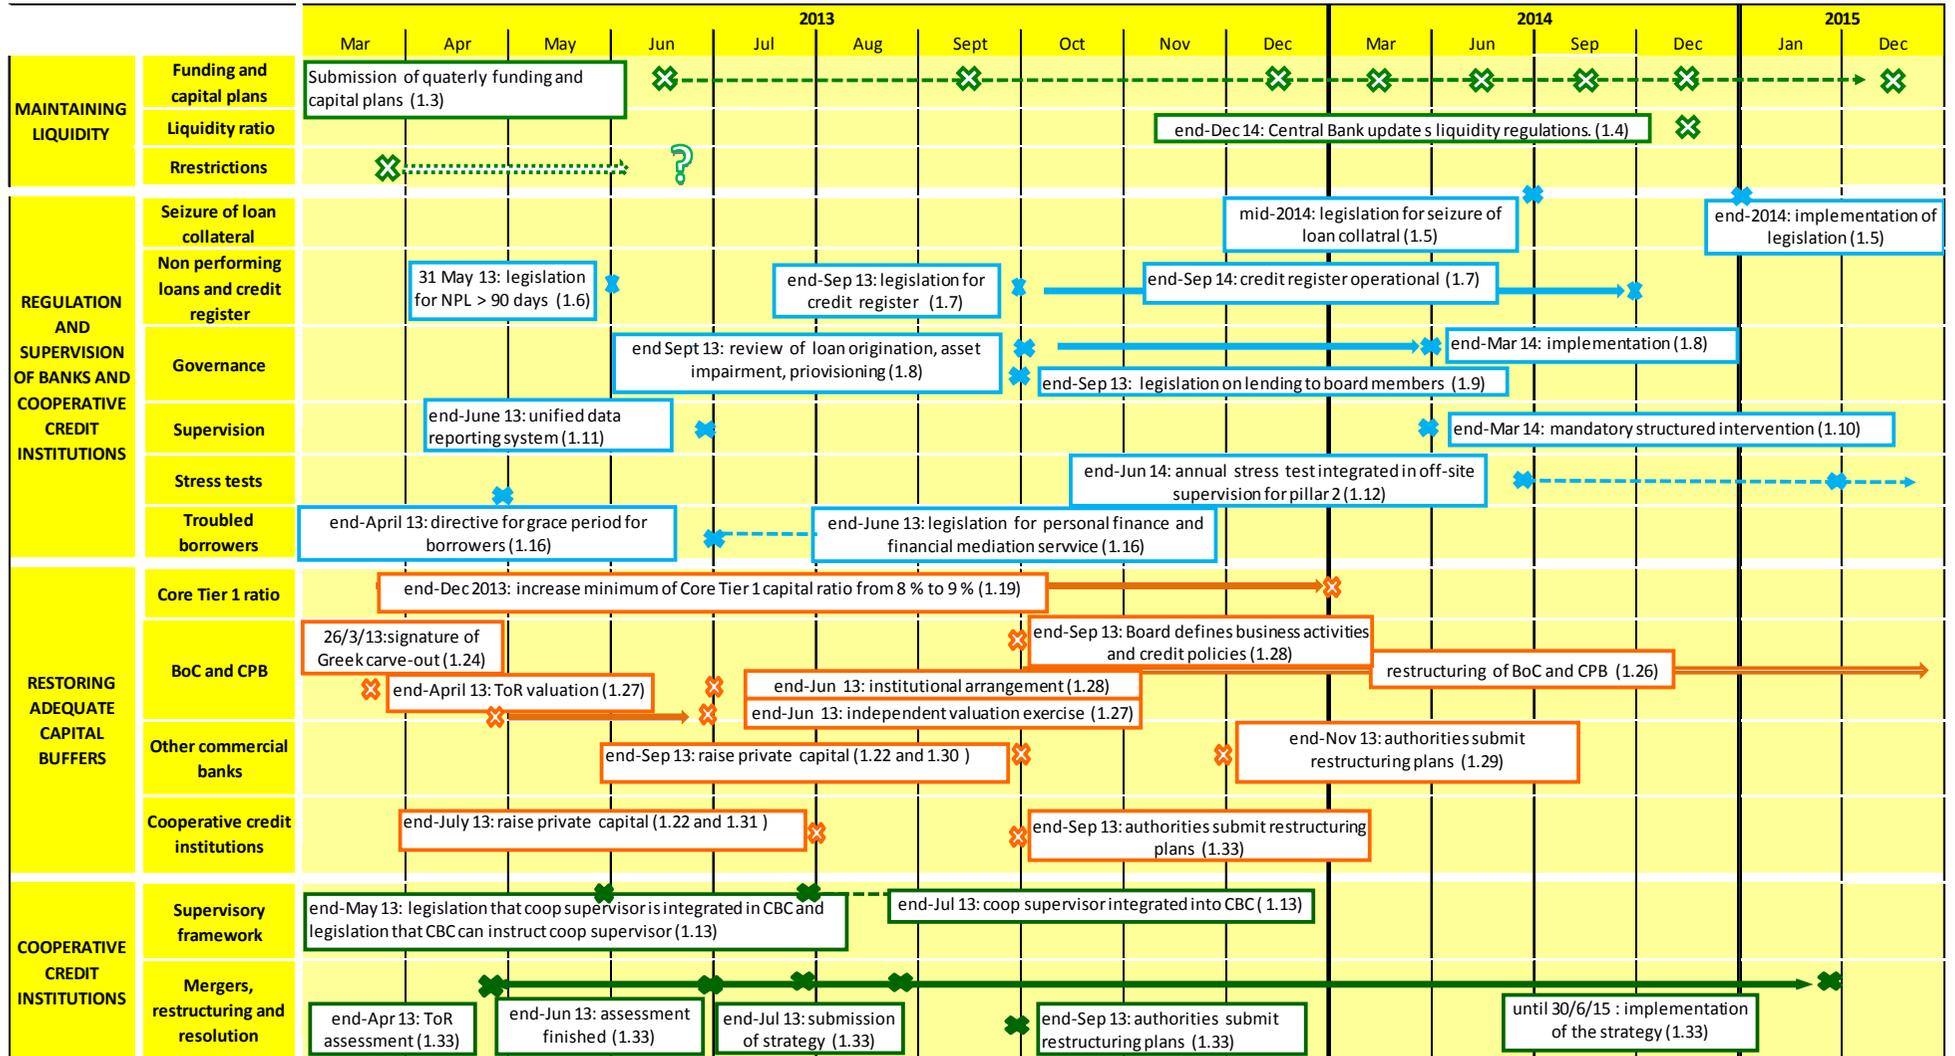 2013
2014
2015
Mar Apr May Jun Jul Aug Sept Oct Nov Dec Mar Jun Sep Dec Jan Dec
MAINTAINING
LIQUIDITY
Funding and
capital plans
Submission of quaterly funding and
capital plans (1.3)
Liquidity ratio
end-Dec 14: Central Bank update s liquidity regulations. (1.4)
Rrestrictions
?
REGULATION
AND
SUPERVISION
OF BANKS AND
COOPERATIVE
CREDIT
INSTITUTIONS
Seizure of loan
collateral
mid-2014: legislation for seizure of
loan collatral (1.5)
end-2014: implementation of
legislation (1.5)
Non performing
loans and credit
register
31 May 13: legislation
for NPL > 90 days (1.6)
end-Sep 13: legislation for
credit register (1.7)
end-Sep 14: credit register operational (1.7)
Governance
end Sept 13: review of loan origination, asset
impairment, priovisioning (1.8)
end-Mar 14: implementation (1.8)
end-Sep 13: legislation on lending to board members (1.9)
Supervision
end-June 13: unified data
reporting system (1.11)
end-Mar 14: mandatory structured intervention (1.10)
Stress tests
end-Jun 14: annual stress test integrated in off-site
supervision for pillar 2 (1.12)
Troubled
borrowers
end-April 13: directive for grace period for
borrowers (1.16)
end-June 13: legislation for personal finance and
financial mediation servvice (1.16)
RESTORING
ADEQUATE
CAPITAL
BUFFERS
Core Tier 1 ratio
end-Dec 2013: increase minimum of Core Tier 1 capital ratio from 8 % to 9 % (1.19)
BoC and CPB
26/3/13:signature of
Greek carve-out (1.24)
end-Sep 13: Board defines business activities
and credit policies (1.28)
restructuring of BoC and CPB (1.26)
end-April 13: ToR valuation (1.27)
end-Jun 13: institutional arrangement (1.28)
end-Jun 13: independent valuation exercise (1.27)
Other commercial
banks
end-Sep 13: raise private capital (1.22 and 1.30 )
end-Nov 13: authorities submit
restructuring plans (1.29)
Cooperative credit
institutions
end-July 13: raise private capital (1.22 and 1.31 )
end-Sep 13: authorities submit restructuring
plans (1.33)
COOPERATIVE
CREDIT
INSTITUTIONS
Supervisory
framework
end-May 13: legislation that coop supervisor is integrated in CBC and
legislation that CBC can instruct coop supervisor (1.13)
end-Jul 13: coop supervisor integrated into CBC ( 1.13)
Mergers,
restructuring and
resolution
end-Apr 13: ToR
assessment (1.33)
end-Jun 13: assessment
finished (1.33)
end-Jul 13: submission
of strategy (1.33)
end-Sep 13: authorities submit
restructuring plans (1.33)
until 30/6/15 : implementation
of the strategy (1.33)